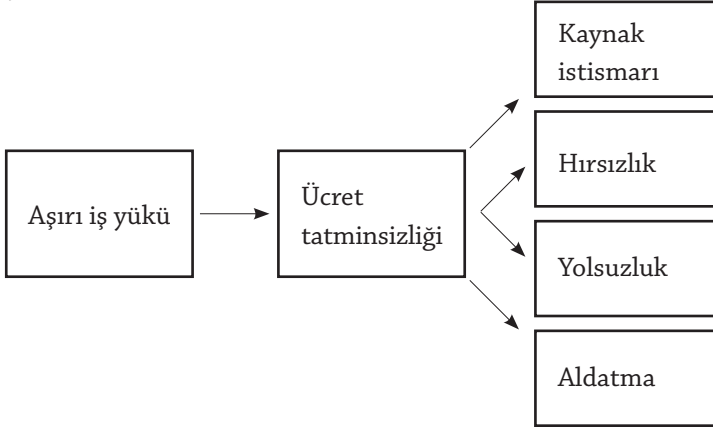 Kaynak
istismarı
Hırsızlık
Aşırı iş yükü
Ücret
tatminsizliği
Yolsuzluk
Aldatma